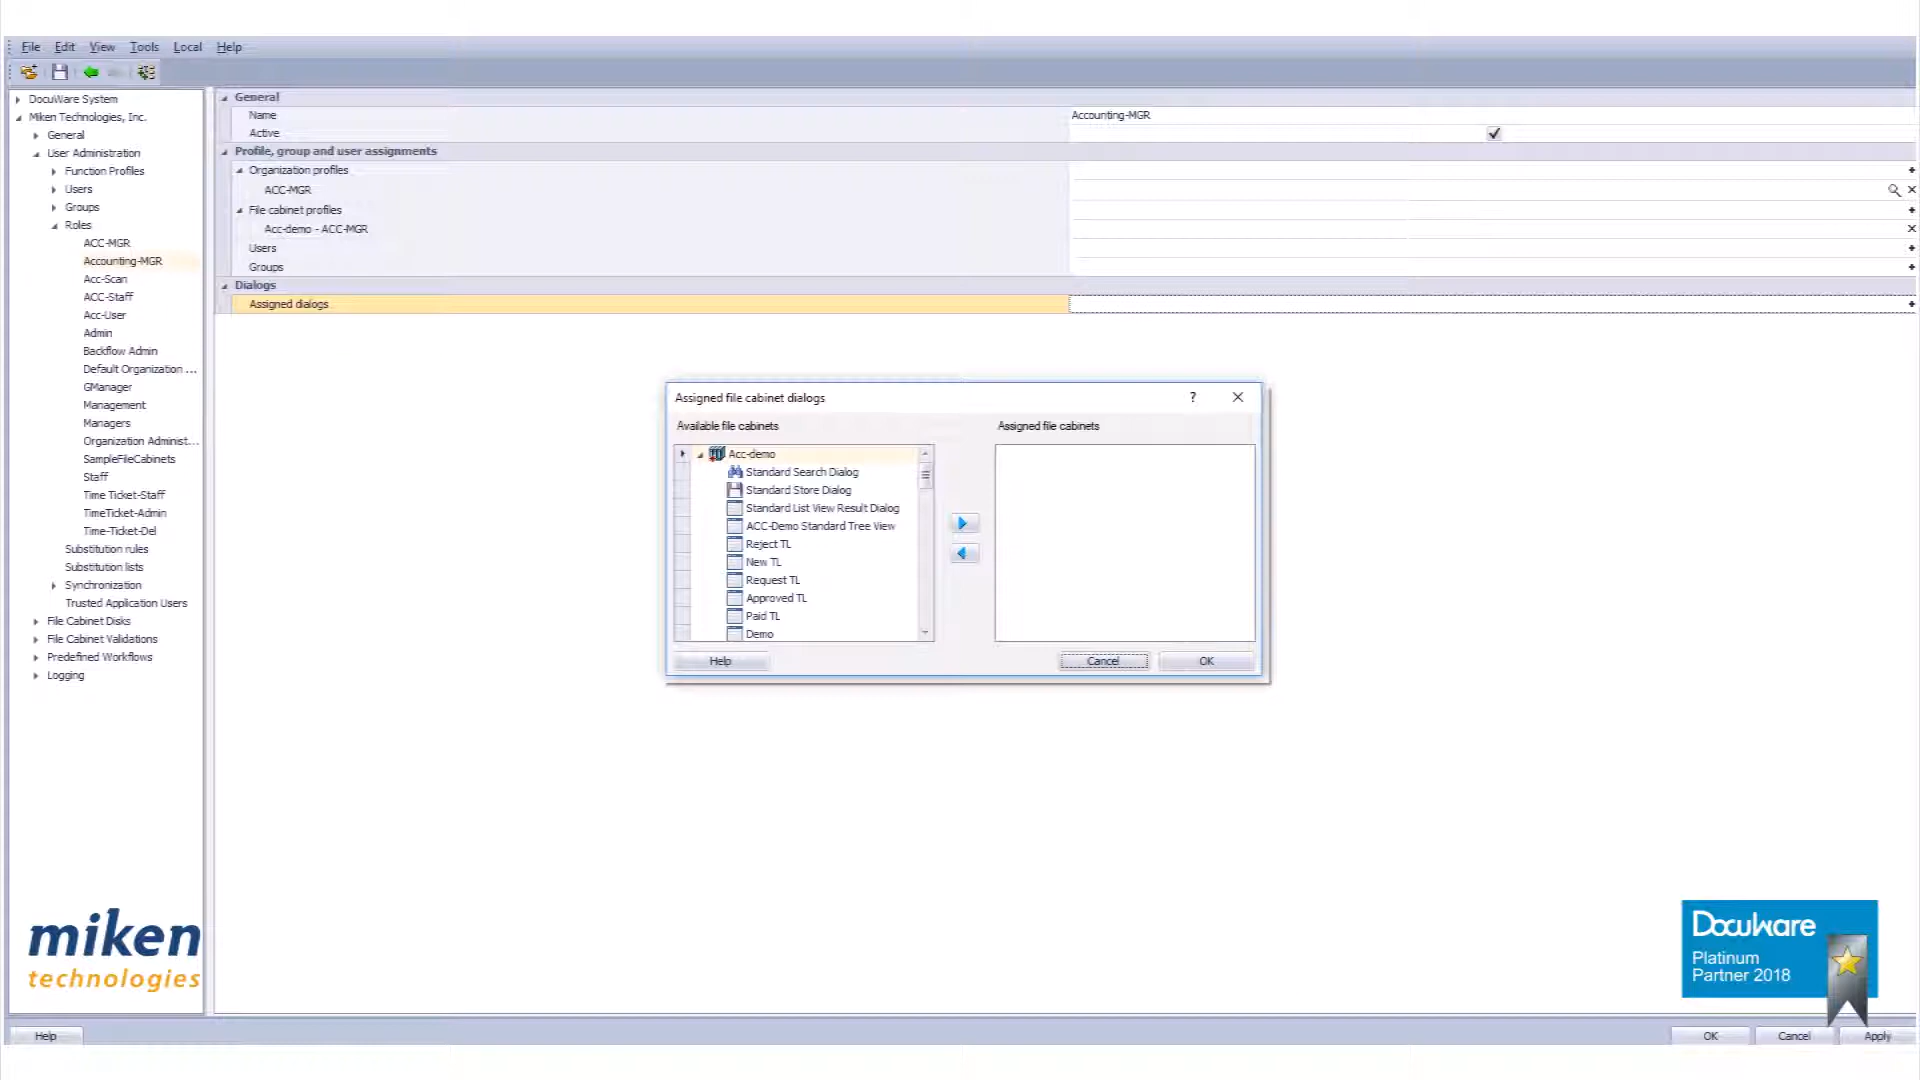 File Edit View Tools Local Help
DocuWare System
Miken Technologies, Inc.
General
User Administration
Function Profiles
Users
Groups
Roles
ACC-MGR
Accounting-MGR
Acc-Scan
ACC-Staff
Acc-User
Admin
Backflow Admin
Default Organization ...
GManager
Management
Managers
Organization Administ...
SampleFileCabinets
Staff
Time Ticket-Staff
TimeTicket-Admin
Time-Ticket-Del
Substitution rules
Substitution lists
Synchronization
Trusted Application Users
File Cabinet Disks
File Cabinet Validations
Predefined Workflows
Logging
General
Name Accounting-MGR
Active
Profile, group and user assignments
Organization profiles
ACC-MGR
File cabinet profiles
Acc-demo - ACC-MGR
Users
Groups
Dialogs
Assigned dialogs
Assigned file cabinet dialogs ?
Available file cabinets
Assigned file cabinets
Acc-demo
Standard Search Dialog
Standard Store Dialog
Standard List View Result Dialog
ACC-Demo Standard Tree View
Reject TL
New TL
Request TL
Approved TL
Paid TL
Demo
Help Cancel OK
miken
technologies
DocuWare
Platinum
Partner 2018
Help OK Cancel Apply